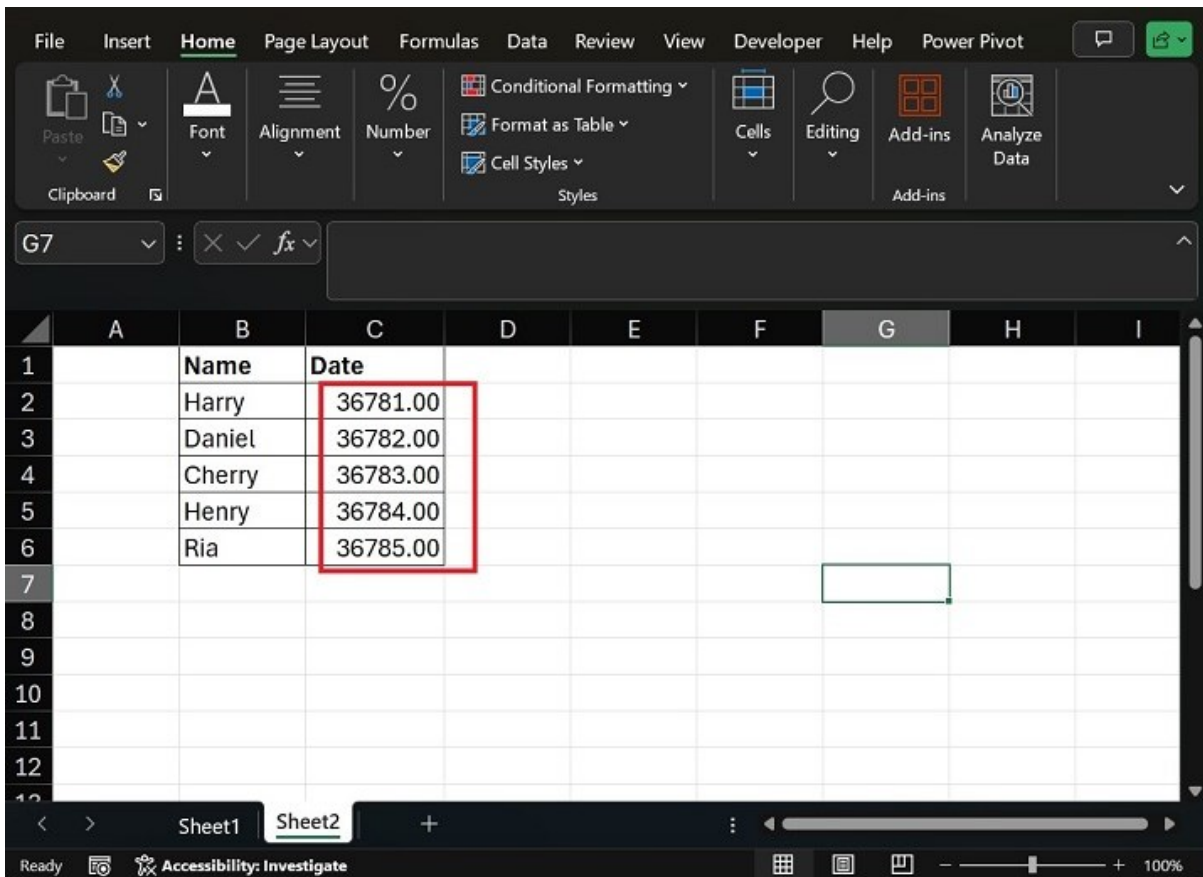 File Insert Home Page Layout Formulas Data Review View Developer Help Power Pivot
Paste
Clipboard
Font
Alignment
Number
Conditional Formatting
Format as Table
Cell Styles
Styles
Cells
Editing
Add-ins
Add-ins
Analyze
Data
G7 fx
A B C D E F G H I
1 Name Date
2 Harry 36781.00
3 Daniel 36782.00
4 Cherry 36783.00
5 Henry 36784.00
6 Ria 36785.00
7
8
9
10
11
12
Sheet1 Sheet2 +
Ready Accessibility: Investigate - + 100%